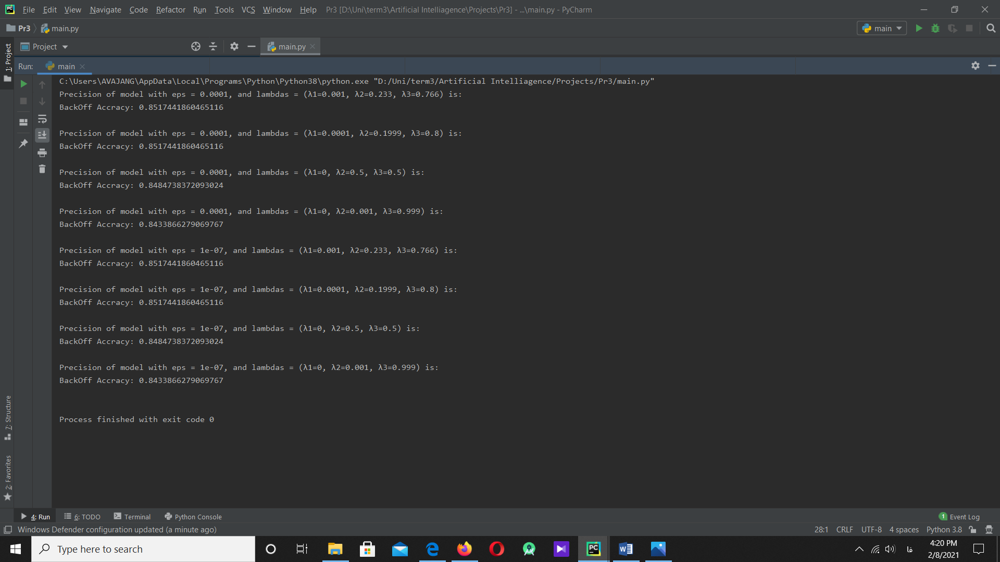 File Edit View Navigate Code Refactor Run Tools VCS Window Help Pr3 [D:\Uni\term3\Artificial Intelliagence\Projects\Pr3] - ...\main.py - PyCharm
Pr3 main.py main
1: Project
Project main.py
Run: main
C:\Users\AVAJANG\AppData\Local\Programs\Python\Python38\python.exe "D:/Uni/term3/Artificial Intelliagence/Projects/Pr3/main.py"
Precision of model with eps = 0.0001, and lambdas = (λ1=0.001, λ2=0.233, λ3=0.766) is:
BackOff Accracy: 0.8517441860465116
Precision of model with eps = 0.0001, and lambdas = (λ1=0.0001, λ2=0.1999, λ3=0.8) is:
BackOff Accracy: 0.8517441860465116
Precision of model with eps = 0.0001, and lambdas = (λ1=0, λ2=0.5, λ3=0.5) is:
BackOff Accracy: 0.8484738372093024
Precision of model with eps = 0.0001, and lambdas = (λ1=0, λ2=0.001, λ3=0.999) is:
BackOff Accracy: 0.8433866279069767
Precision of model with eps = 1e-07, and lambdas = (λ1=0.001, λ2=0.233, λ3=0.766) is:
BackOff Accracy: 0.8517441860465116
Precision of model with eps = 1e-07, and lambdas = (λ1=0.0001, λ2=0.1999, λ3=0.8) is:
BackOff Accracy: 0.8517441860465116
Precision of model with eps = 1e-07, and lambdas = (λ1=0, λ2=0.5, λ3=0.5) is:
BackOff Accracy: 0.8484738372093024
Precision of model with eps = 1e-07, and lambdas = (λ1=0, λ2=0.001, λ3=0.999) is:
BackOff Accracy: 0.8433866279069767
Process finished with exit code 0
7: Structure
2: Favorites
4: Run 6: TODO Terminal Python Console 1 Event Log
Windows Defender configuration updated (a minute ago) 28:1 CRLF UTF-8 4 spaces Python 3.8
Type here to search PC W فا 4:20 PM
2/8/2021